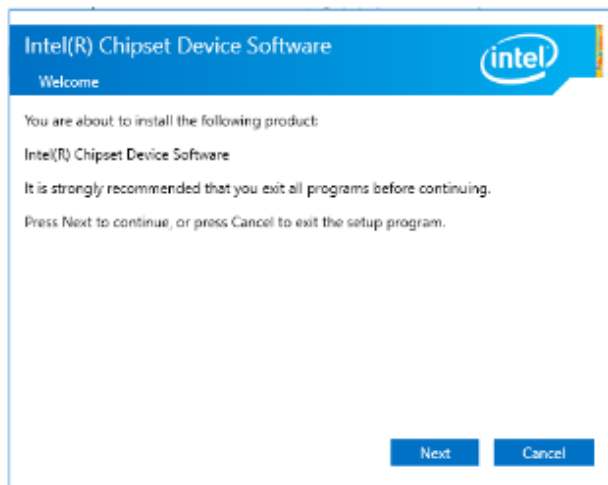 Intel(R) Chipset Device Software
intel
Welcome
You are about to install the following product:
Intel(R) Chipset Device Software
It is strongly recommended that you exit all programs before continuing.
Press Next to continue, or press Cancel to exit the setup program.
Next Cancel